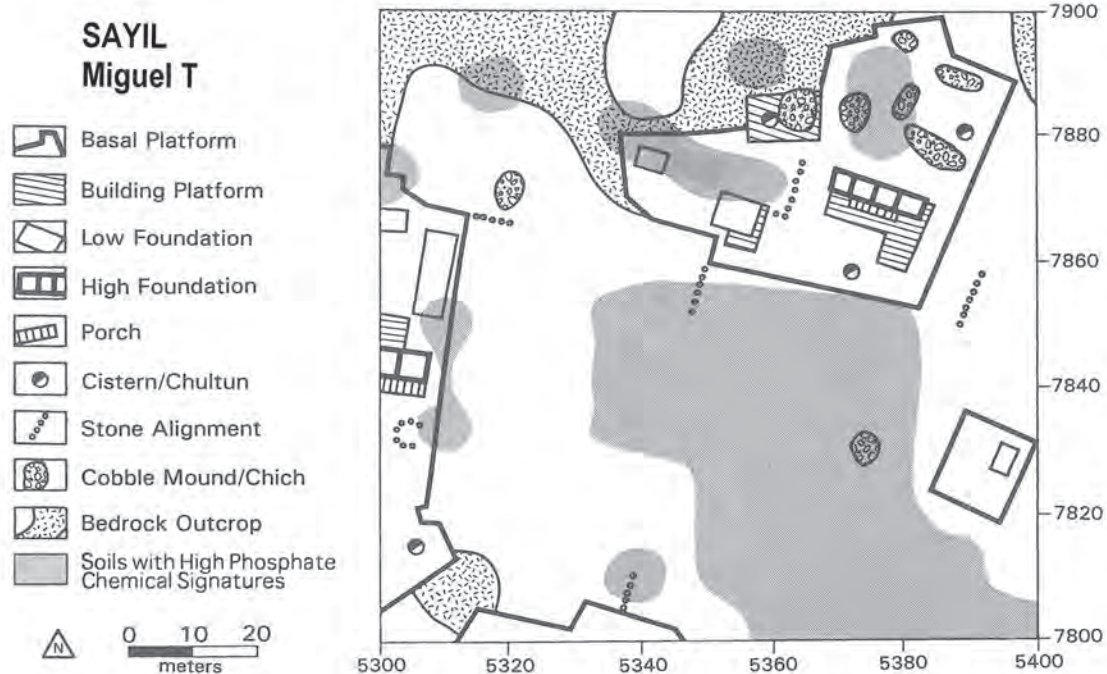 SAYIL
Miguel T
Basal Platform
Building Platform
Low Foundation
High Foundation
Porch
Cistern/Chultun
Stone Alignment
Cobble Mound/Chich
Bedrock Outcrop
Soils with High Phosphate
Chemical Signatures
N
0 10 20
meters
7900
7880
7860
7840
7820
7800
5300 5320 5340 5360 5380 5400